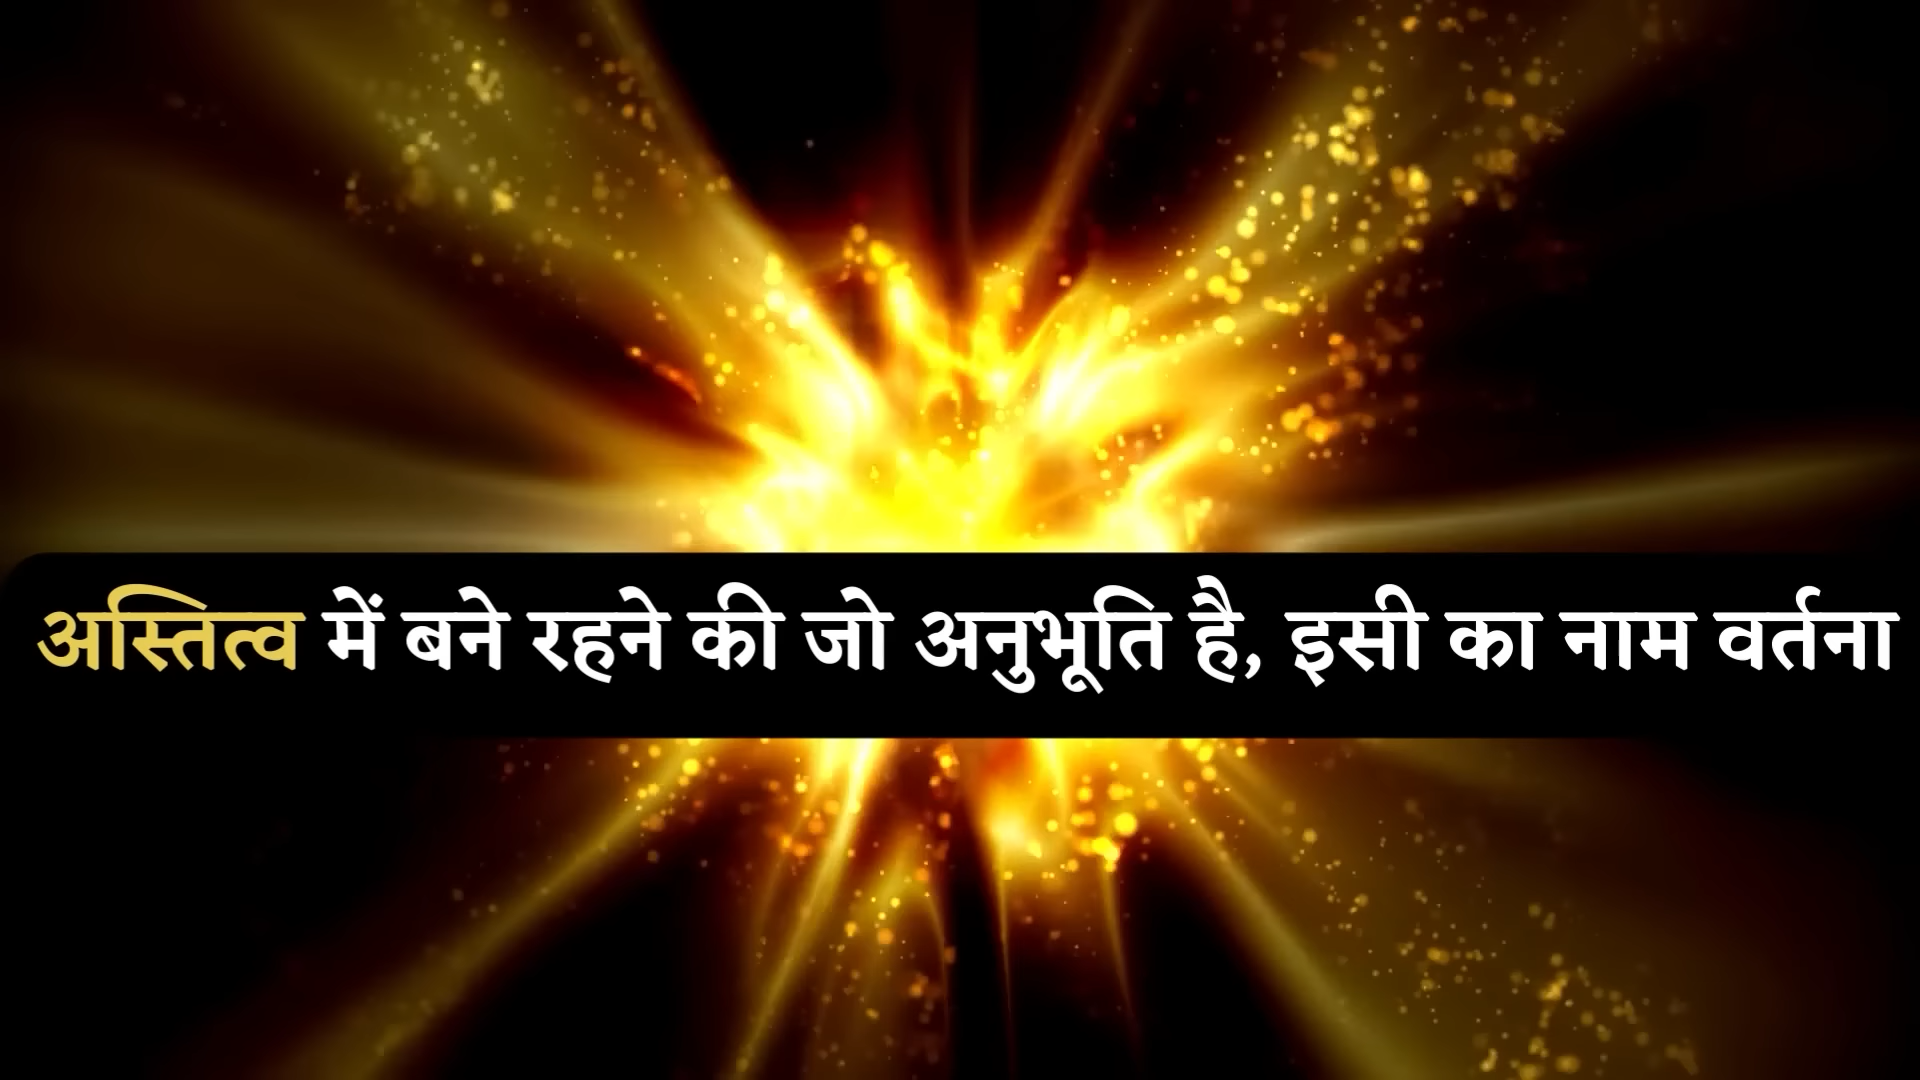 अस्तित्व में बने रहने की जो अनुभूति है, इसी का नाम वर्तना